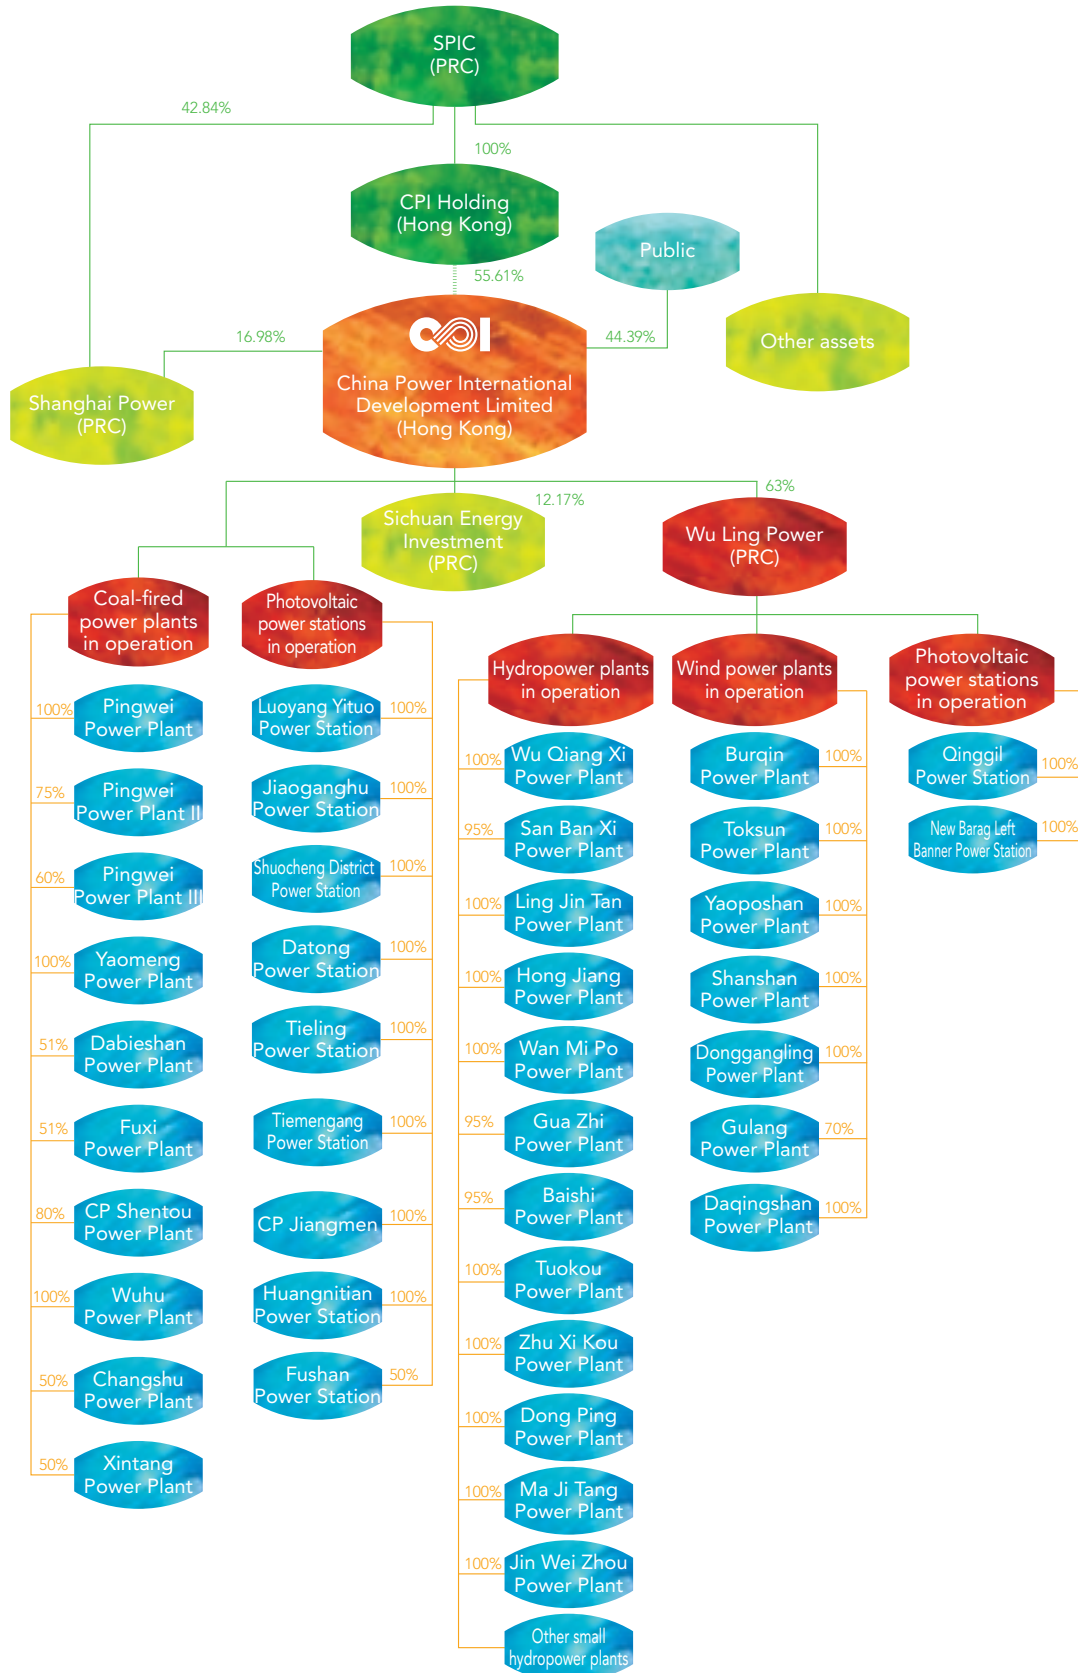 SPIC
(PRC)
42.84%
100%
CPI Holding
(Hong Kong)
Public
55.61%
16.98%
CPI
44.39%
Other assets
China Power International
Development Limited
(Hong Kong)
Shanghai Power
(PRC)
12.17%
63%
Sichuan Energy
Investment
(PRC)
Wu Ling Power
(PRC)
Coal-fired
power plants
in operation
100%
Pingwei
Power Plant
75%
Pingwei
Power Plant II
60%
Pingwei
Power Plant III
100%
Yaomeng
Power Plant
51%
Dabieshan
Power Plant
51%
Fuxi
Power Plant
80%
CP Shentou
Power Plant
100%
Wuhu
Power Plant
50%
Changshu
Power Plant
50%
Xintang
Power Plant
Photovoltaic
power stations
in operation
Luoyang Yituo
Power Station
100%
Jiaoganghu
Power Station
100%
Shuocheng District
Power Station
100%
Datong
Power Station
100%
Tieling
Power Station
100%
Tiemengang
Power Station
100%
CP Jiangmen
100%
Huangnitian
Power Station
100%
Fushan
Power Station
50%
Hydropower plants
in operation
100%
Wu Qiang Xi
Power Plant
95%
San Ban Xi
Power Plant
100%
Ling Jin Tan
Power Plant
100%
Hong Jiang
Power Plant
100%
Wan Mi Po
Power Plant
95%
Gua Zhi
Power Plant
95%
Baishi
Power Plant
100%
Tuokou
Power Plant
100%
Zhu Xi Kou
Power Plant
100%
Dong Ping
Power Plant
100%
Ma Ji Tang
Power Plant
100%
Jin Wei Zhou
Power Plant
Other small
hydropower plants
Wind power plants
in operation
Burqin
Power Plant
100%
Toksun
Power Plant
100%
Yaoposhan
Power Plant
100%
Shanshan
Power Plant
100%
Donggangling
Power Plant
100%
Gulang
Power Plant
70%
Daqingshan
Power Plant
100%
Photovoltaic
power stations
in operation
Qinggil
Power Station
100%
New Barag Left
Banner Power Station
100%